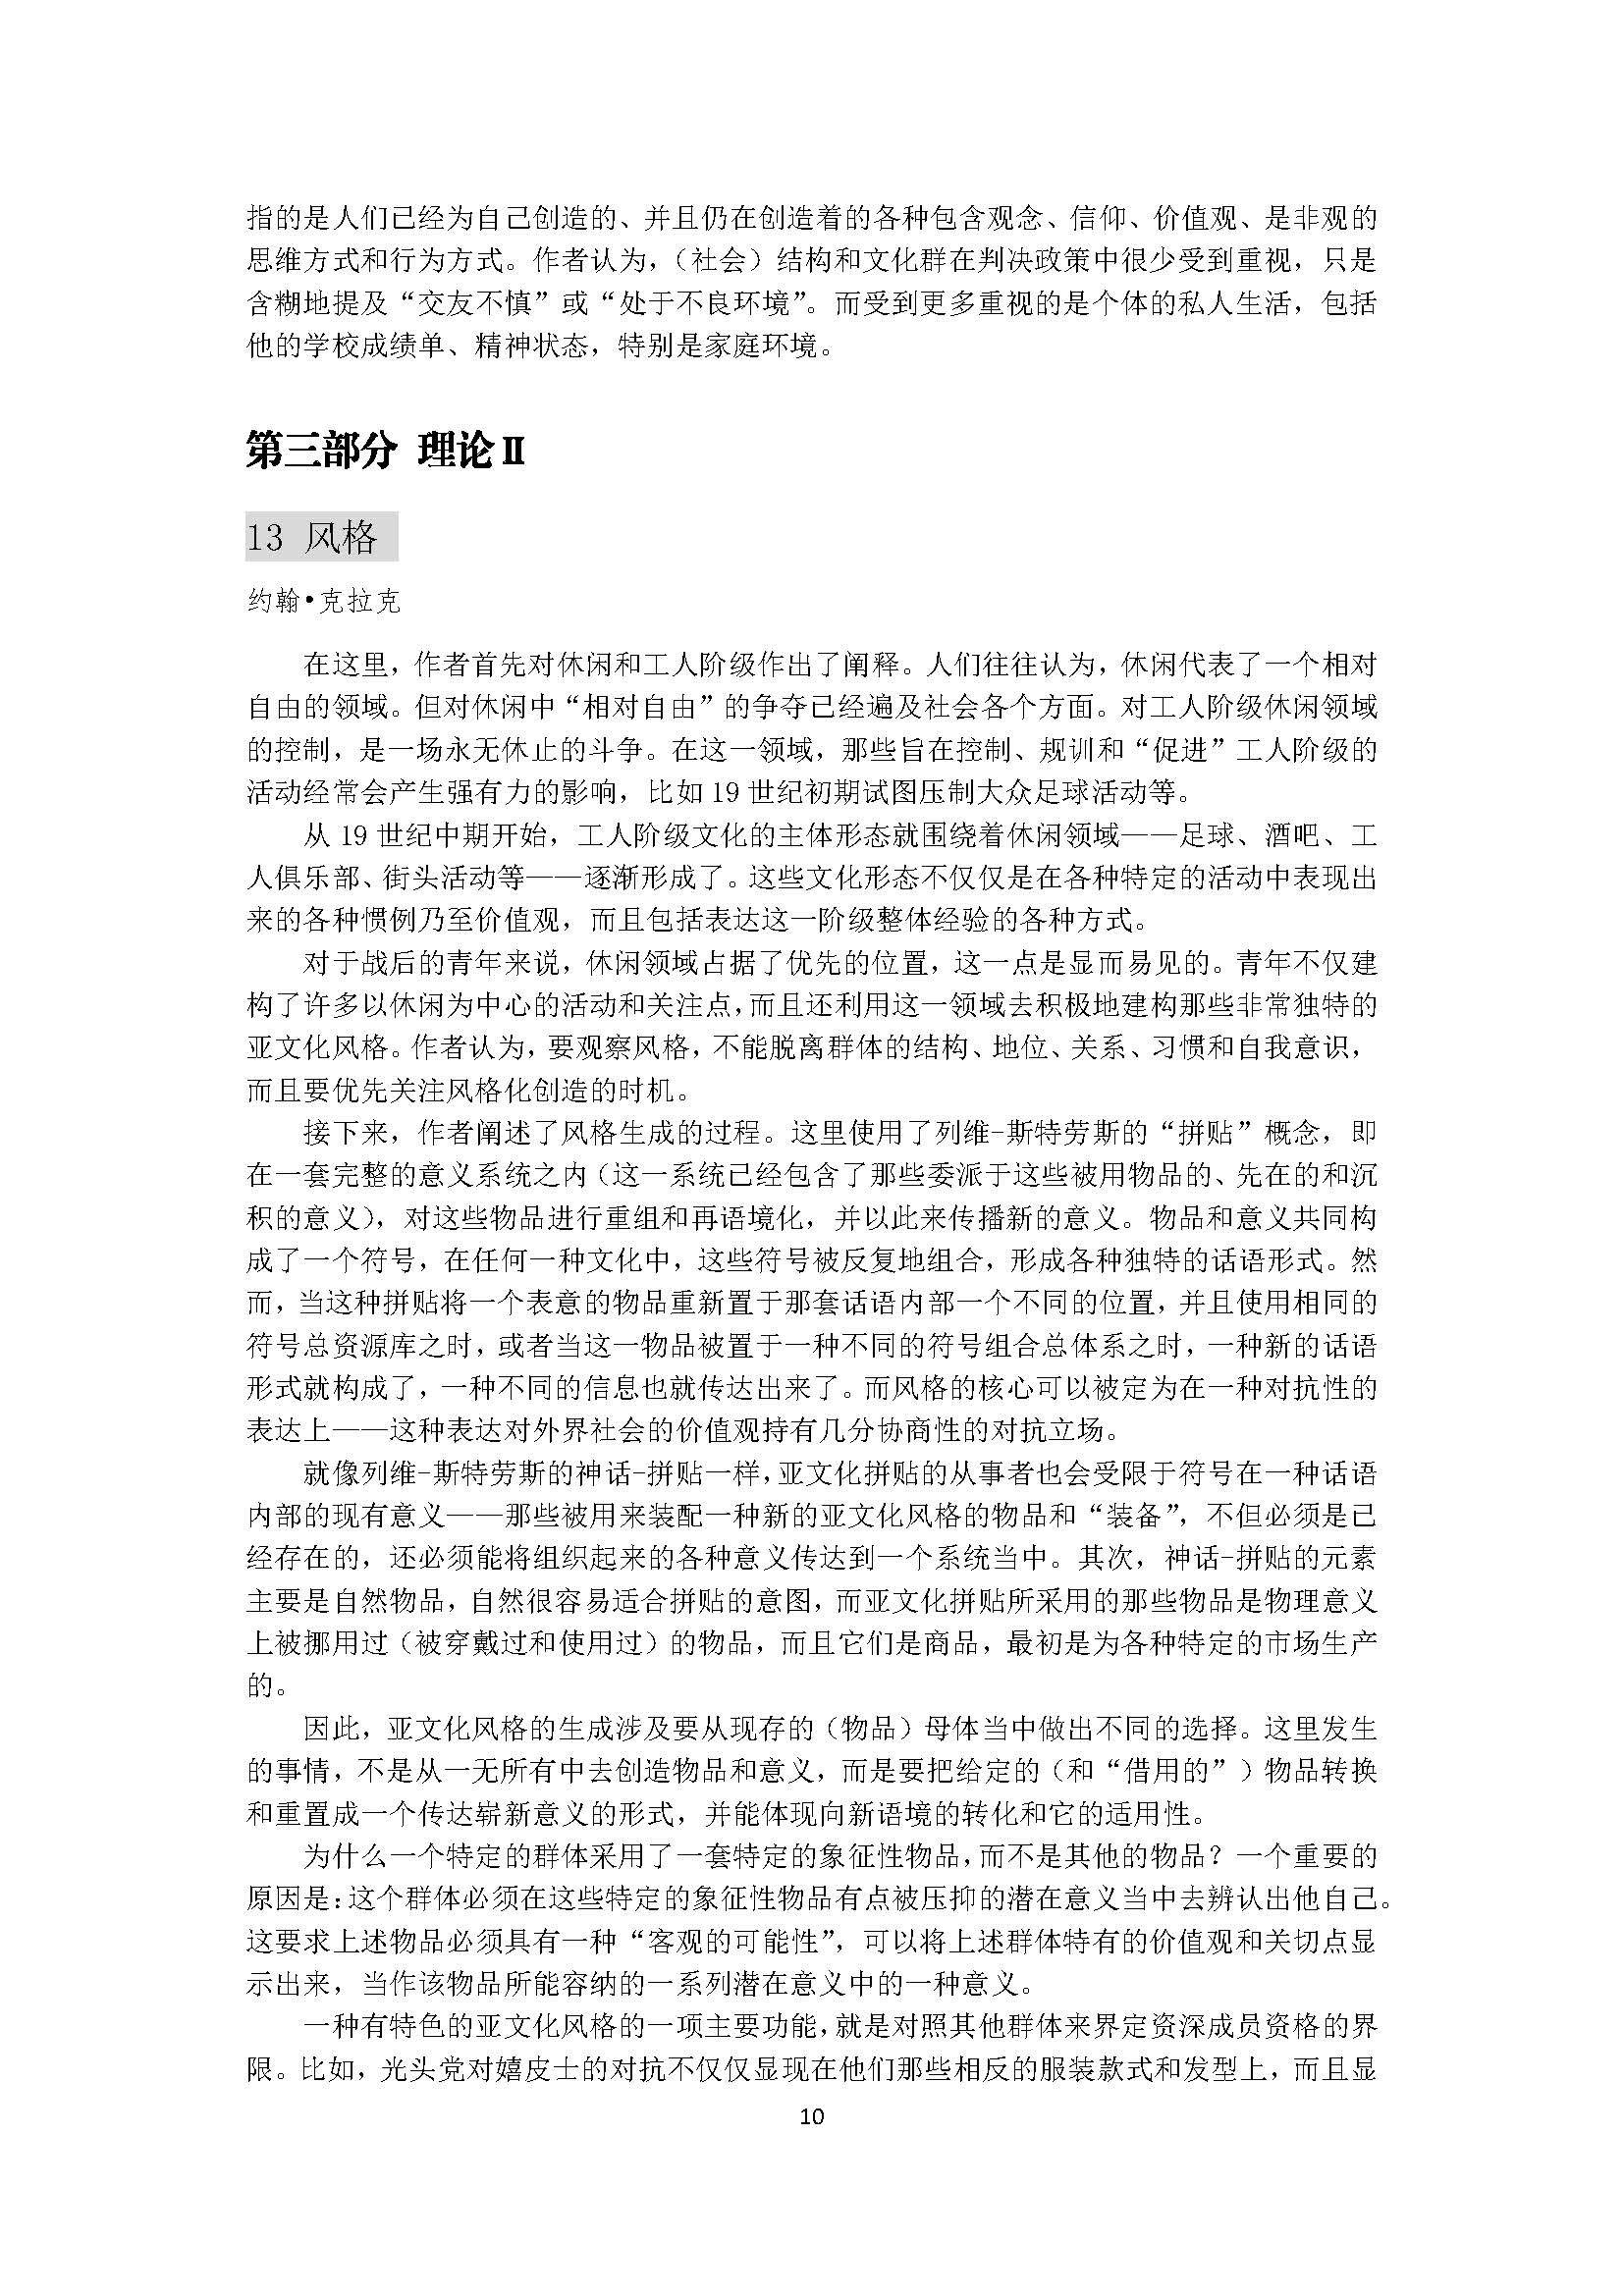 指的是人们已经为自己创造的、并且仍在创造着的各种包含观念、信仰、价值观、是非观的
思维方式和行为方式。作者认为，（社会）结构和文化群在判决政策中很少受到重视，只是
含糊地提及“交友不慎”或“处于不良环境”。而受到更多重视的是个体的私人生活，包括
他的学校成绩单、精神状态，特别是家庭环境。
第三部分 理论Ⅱ
13 风格
约翰•克拉克
在这里，作者首先对休闲和工人阶级作出了阐释。人们往往认为，休闲代表了一个相对
自由的领域。但对休闲中“相对自由”的争夺已经遍及社会各个方面。对工人阶级休闲领域
的控制，是一场永无休止的斗争。在这一领域，那些旨在控制、规训和“促进”工人阶级的
活动经常会产生强有力的影响，比如 19 世纪初期试图压制大众足球活动等。
从 19 世纪中期开始，工人阶级文化的主体形态就围绕着休闲领域——足球、酒吧、工
人俱乐部、街头活动等——逐渐形成了。这些文化形态不仅仅是在各种特定的活动中表现出
来的各种惯例乃至价值观，而且包括表达这一阶级整体经验的各种方式。
对于战后的青年来说，休闲领域占据了优先的位置，这一点是显而易见的。青年不仅建
构了许多以休闲为中心的活动和关注点，而且还利用这一领域去积极地建构那些非常独特的
亚文化风格。作者认为，要观察风格，不能脱离群体的结构、地位、关系、习惯和自我意识，
而且要优先关注风格化创造的时机。
接下来，作者阐述了风格生成的过程。这里使用了列维-斯特劳斯的“拼贴”概念，即
在一套完整的意义系统之内（这一系统已经包含了那些委派于这些被用物品的、先在的和沉
积的意义），对这些物品进行重组和再语境化，并以此来传播新的意义。物品和意义共同构
成了一个符号，在任何一种文化中，这些符号被反复地组合，形成各种独特的话语形式。然
而，当这种拼贴将一个表意的物品重新置于那套话语内部一个不同的位置，并且使用相同的
符号总资源库之时，或者当这一物品被置于一种不同的符号组合总体系之时，一种新的话语
形式就构成了，一种不同的信息也就传达出来了。而风格的核心可以被定为在一种对抗性的
表达上——这种表达对外界社会的价值观持有几分协商性的对抗立场。
就像列维-斯特劳斯的神话-拼贴一样，亚文化拼贴的从事者也会受限于符号在一种话语
内部的现有意义——那些被用来装配一种新的亚文化风格的物品和“装备”，不但必须是已
经存在的，还必须能将组织起来的各种意义传达到一个系统当中。其次，神话-拼贴的元素
主要是自然物品，自然很容易适合拼贴的意图，而亚文化拼贴所采用的那些物品是物理意义
上被挪用过（被穿戴过和使用过）的物品，而且它们是商品，最初是为各种特定的市场生产
的。
因此，亚文化风格的生成涉及要从现存的（物品）母体当中做出不同的选择。这里发生
的事情，不是从一无所有中去创造物品和意义，而是要把给定的（和“借用的”）物品转换
和重置成一个传达崭新意义的形式，并能体现向新语境的转化和它的适用性。
为什么一个特定的群体采用了一套特定的象征性物品，而不是其他的物品？一个重要的
原因是：这个群体必须在这些特定的象征性物品有点被压抑的潜在意义当中去辨认出他自己。
这要求上述物品必须具有一种“客观的可能性”，可以将上述群体特有的价值观和关切点显
示出来，当作该物品所能容纳的一系列潜在意义中的一种意义。
一种有特色的亚文化风格的一项主要功能，就是对照其他群体来界定资深成员资格的界
限。比如，光头党对嬉皮士的对抗不仅仅显现在他们那些相反的服装款式和发型上，而且显
10